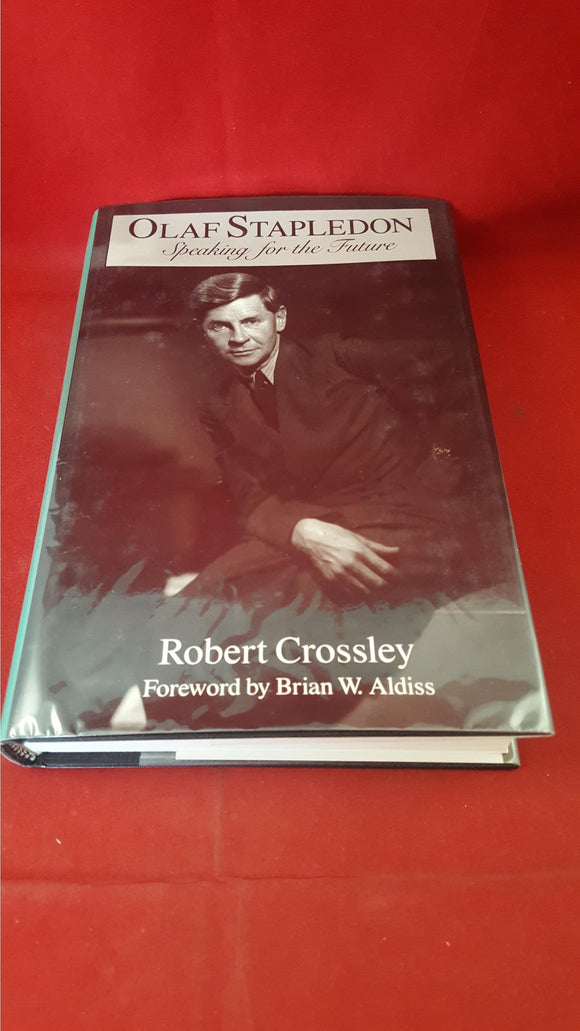 OLAF STAPLEDON
Speaking for the Future
Robert Crossley
Foreword by Brian W. Aldiss